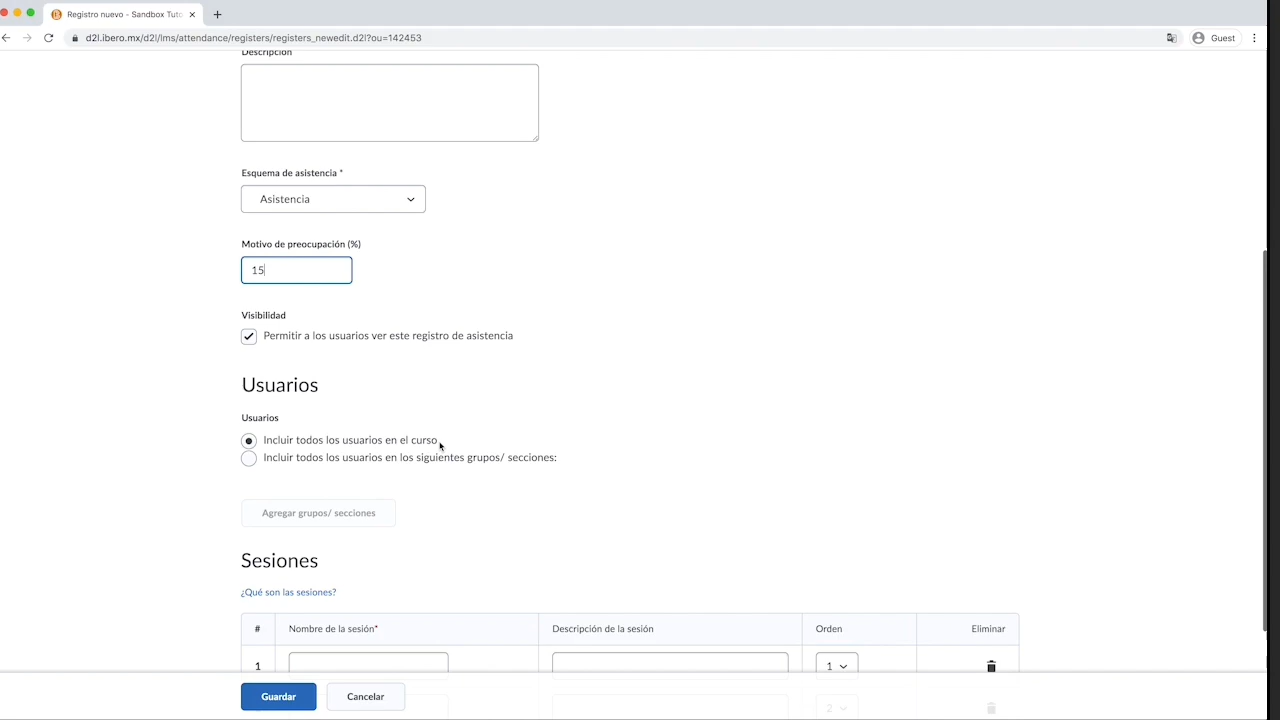 Registro nuevo - Sandbox Tuto
d2l.ibero.mx/d2l/lms/attendance/registers/registers_newedit.d2l?ou=142453
Guest
Descripción
Esquema de asistencia *
Asistencia
Motivo de preocupación (%)
15
Visibilidad
Permitir a los usuarios ver este registro de asistencia
Usuarios
Usuarios
Incluir todos los usuarios en el curso
Incluir todos los usuarios en los siguientes grupos/ secciones:
Agregar grupos/ secciones
Sesiones
¿Qué son las sesiones?
# Nombre de la sesión* Descripción de la sesión Orden Eliminar
1 1
Guardar Cancelar 2